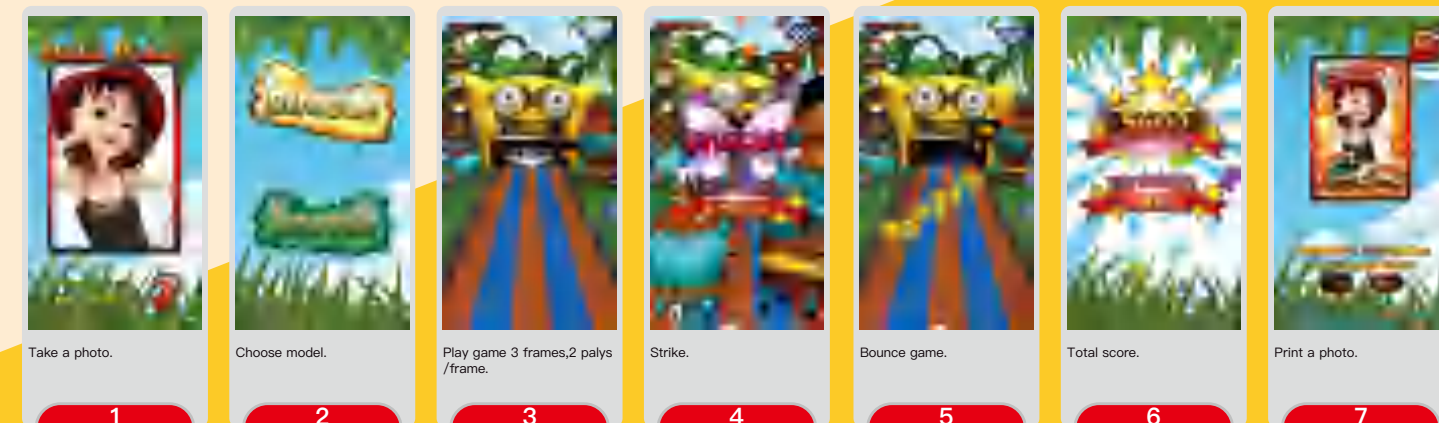 Take a photo.
Choose model.
Play game 3 frames,2 palys
/frame.
Strike.
Bounce game.
Total score.
Print a photo.
1
2
3
4
5
6
7